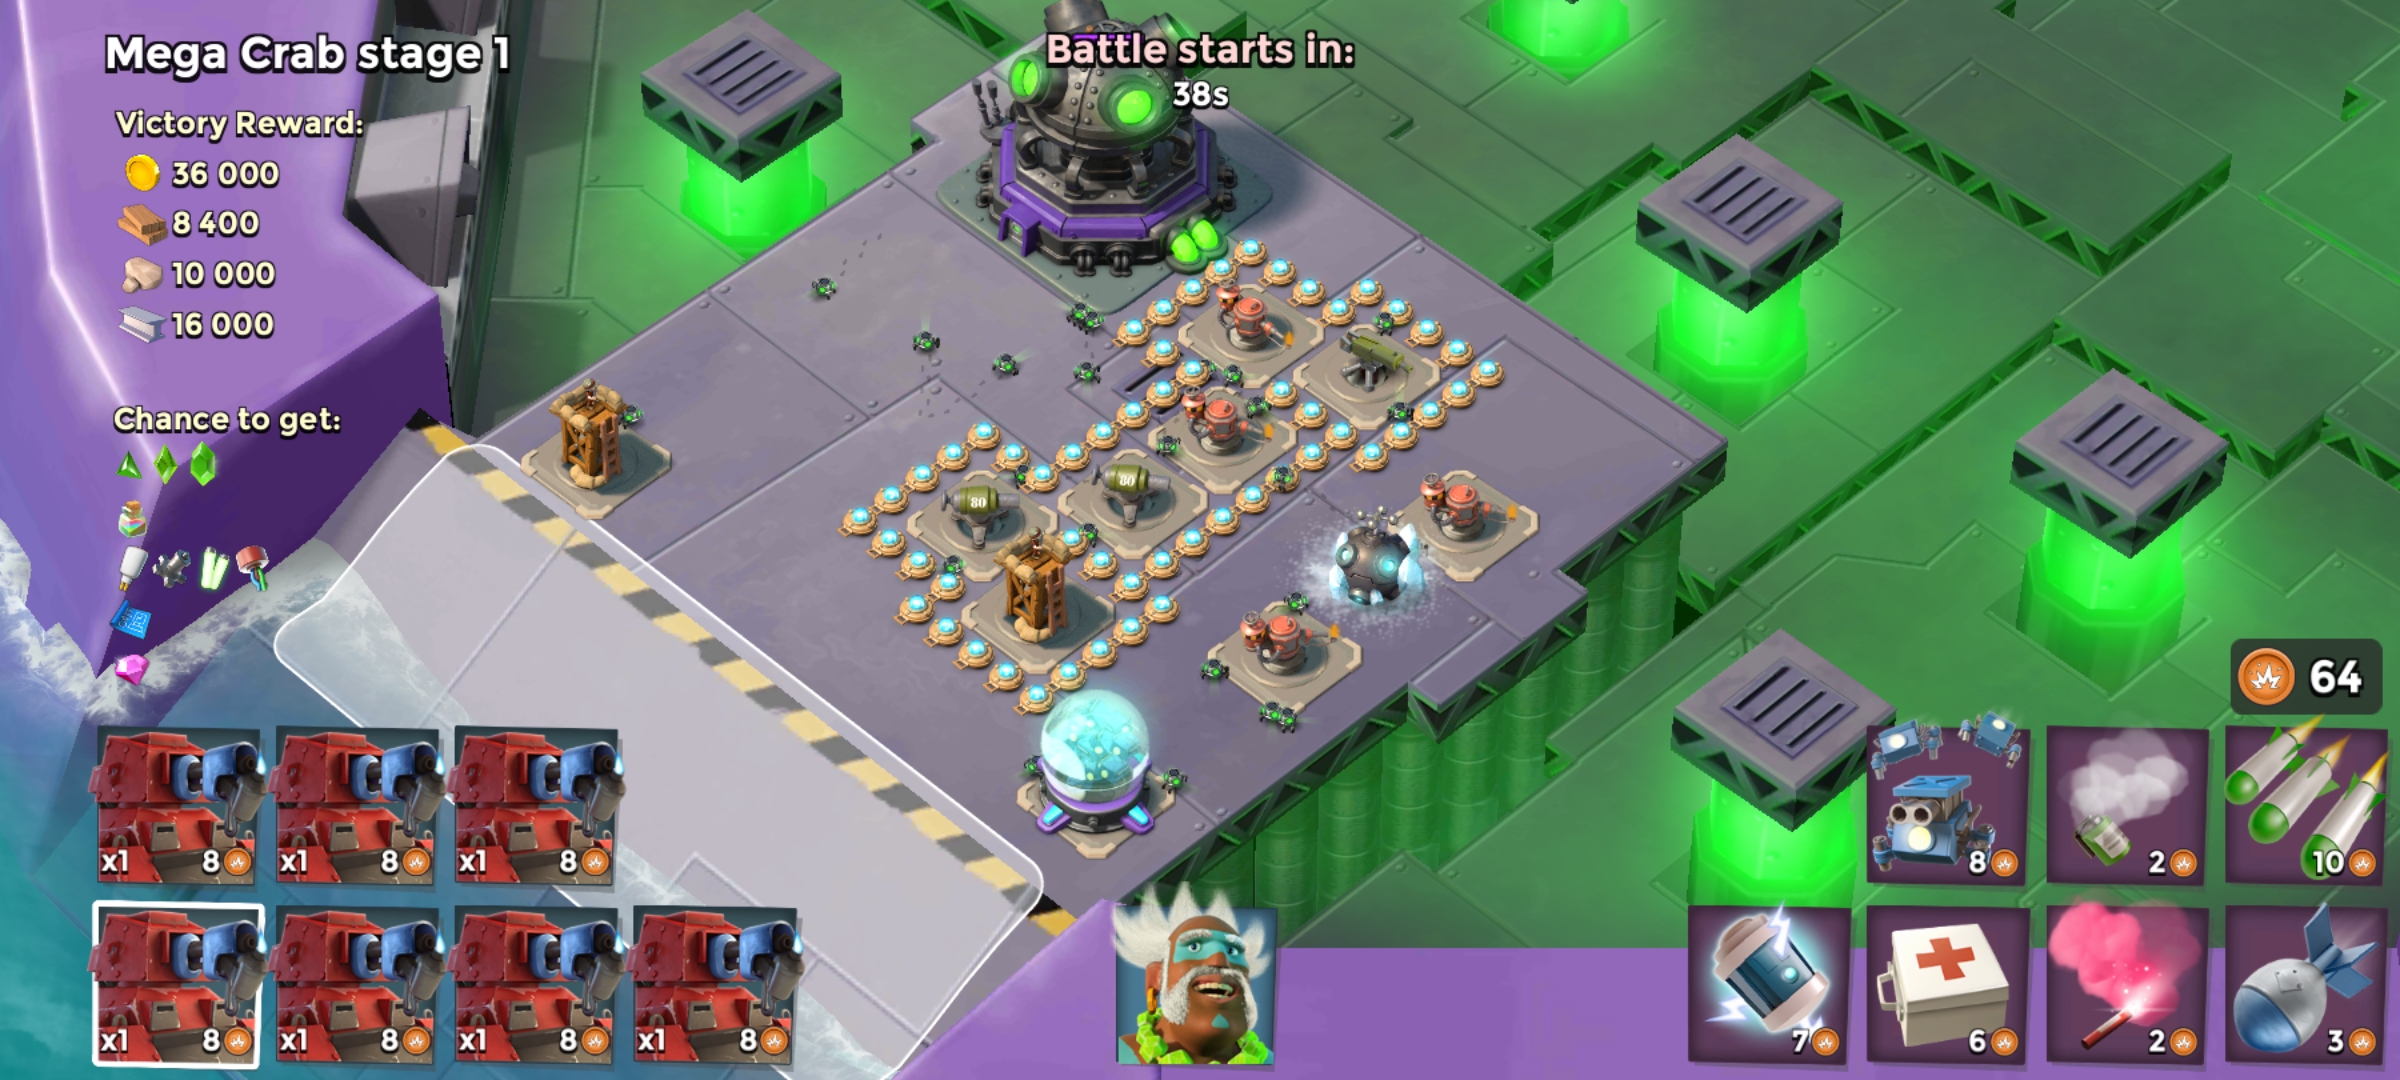 Mega Crab stage 1
Battle starts in:
38s
Victory Reward:
36 000
8 400
10 000
16 000
Chance to get:
80
80
64
x1 8
x1 8
x1 8
8
2
10
x1 8
x1 8
x1 8
x1 8
7
6
2
3